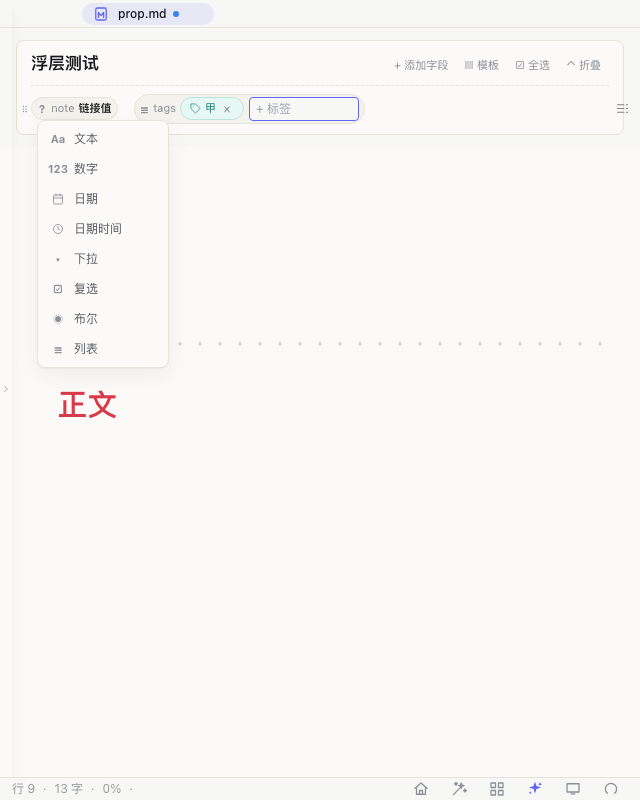 prop.md
浮层测试
+ 添加字段 模板 全选 折叠
? note 链接值 tags 甲 x + 标签
Aa 文本
123 数字
日期
日期时间
下拉
复选
布尔
列表
正文
行 9 · 13 字 · 0% ·